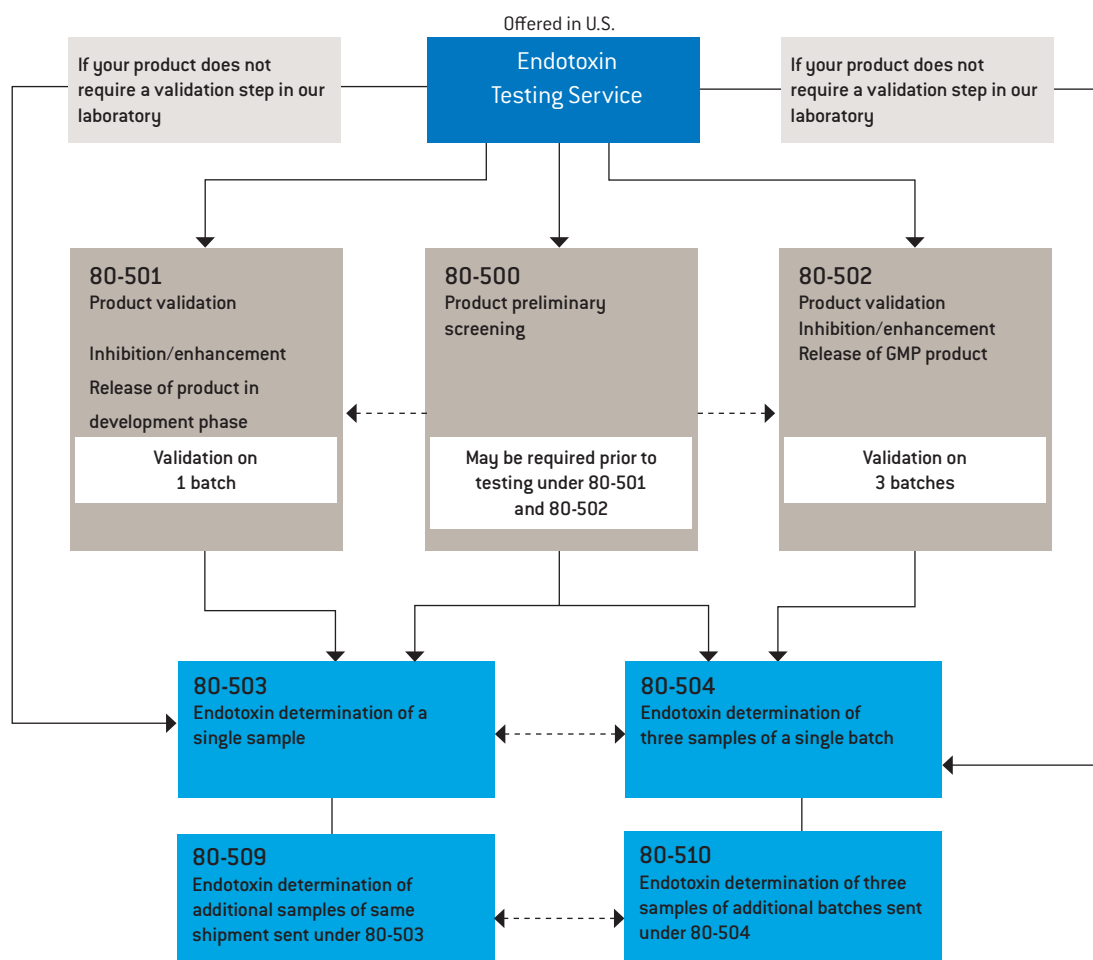 Offered in U.S.
If your product does not
require a validation step in our
laboratory
Endotoxin
Testing Service
If your product does not
require a validation step in our
laboratory
80-501
Product validation
Inhibition/enhancement
Release of product in
development phase
Validation on
1 batch
80-500
Product preliminary
screening
May be required prior to
testing under 80-501
and 80-502
80-502
Product validation
Inhibition/enhancement
Release of GMP product
Validation on
3 batches
80-503
Endotoxin determination of a
single sample
80-504
Endotoxin determination of
three samples of a single batch
80-509
Endotoxin determination of
additional samples of same
shipment sent under 80-503
80-510
Endotoxin determination of three
samples of additional batches sent
under 80-504